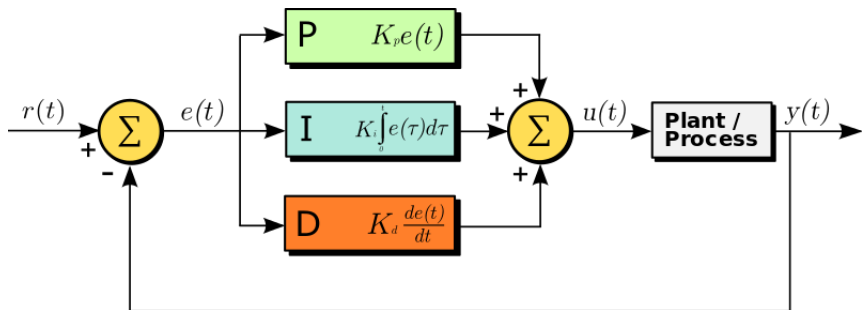 P K_p e(t)
r(t) + - Σ e(t)
I K_i ∫_0^t e(τ)dτ
+ + + Σ u(t)
Plant / Process
y(t)
D K_d de(t)/dt